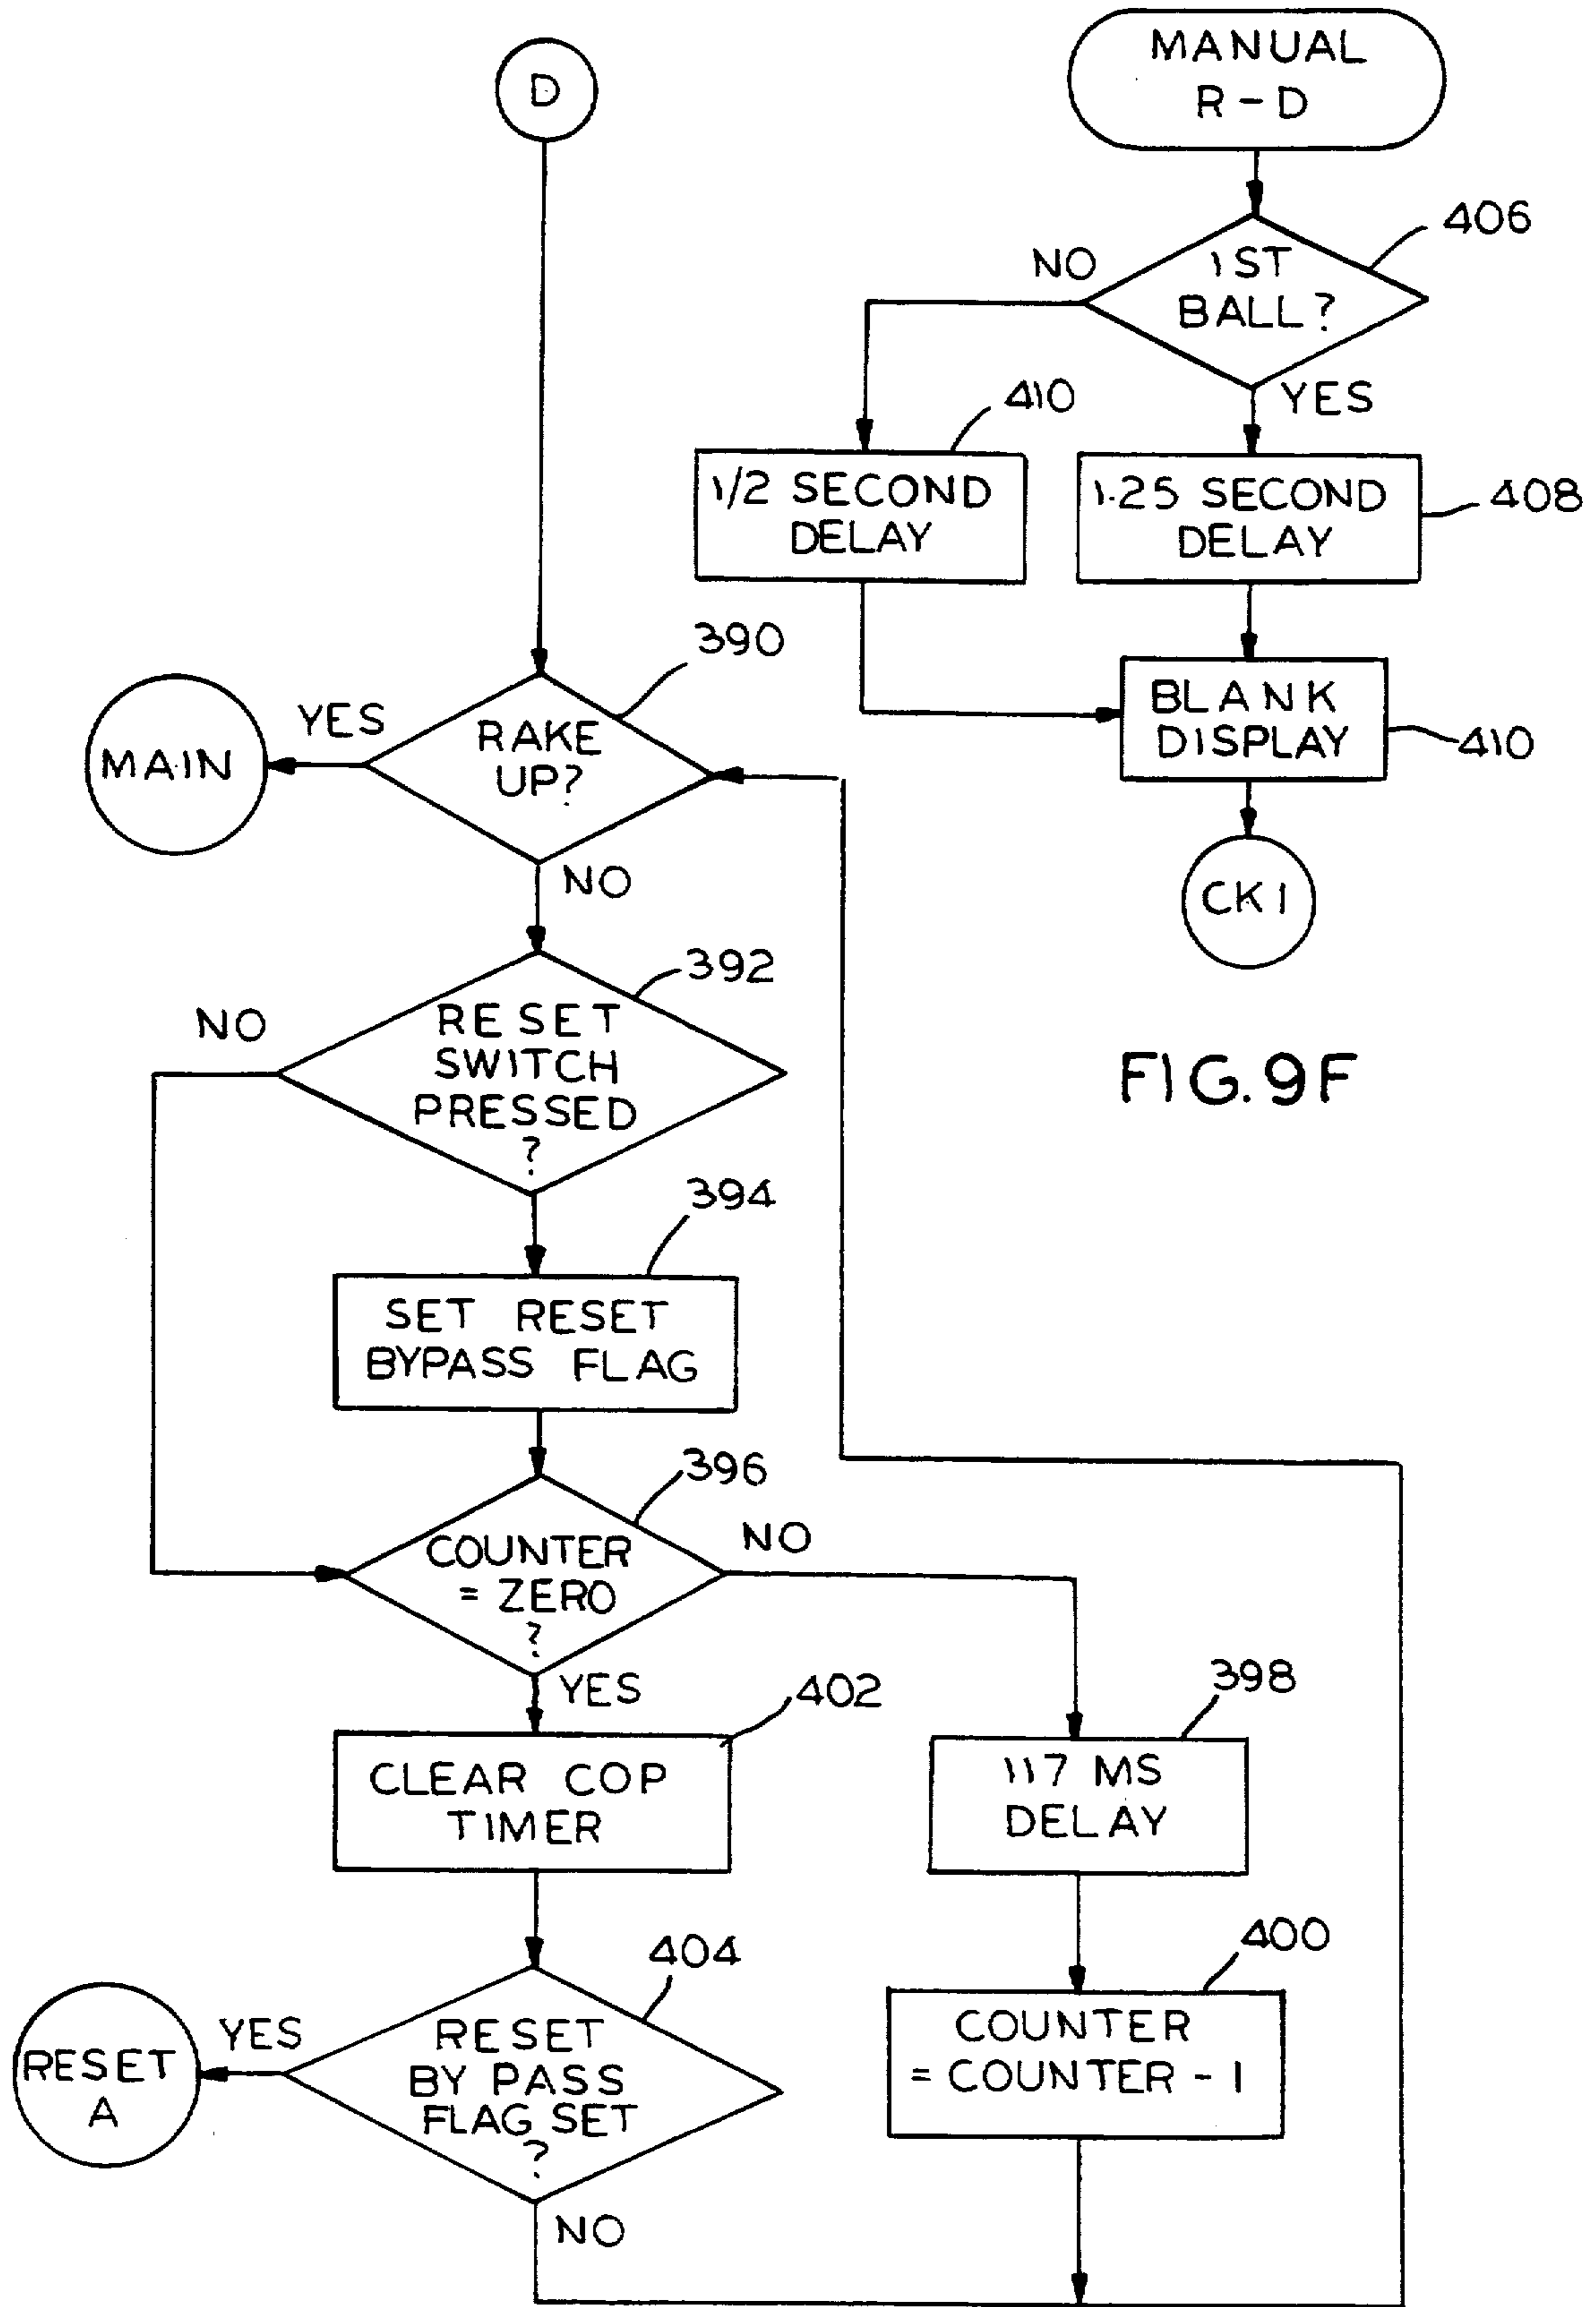 D
MANUAL
R - D
406
NO
1ST
BALL?
YES
410
1/2 SECOND
DELAY
1.25 SECOND
DELAY
408
BLANK
DISPLAY
410
CK1
FIG. 9F
390
YES
RAKE
UP?
MAIN
NO
392
NO
RESET
SWITCH
PRESSED
?
394
SET RESET
BYPASS FLAG
396
COUNTER
= ZERO
?
NO
YES
402
CLEAR COP
TIMER
398
117 MS
DELAY
400
COUNTER
= COUNTER - 1
404
YES
RESET
BY PASS
FLAG SET
?
RESET
A
NO